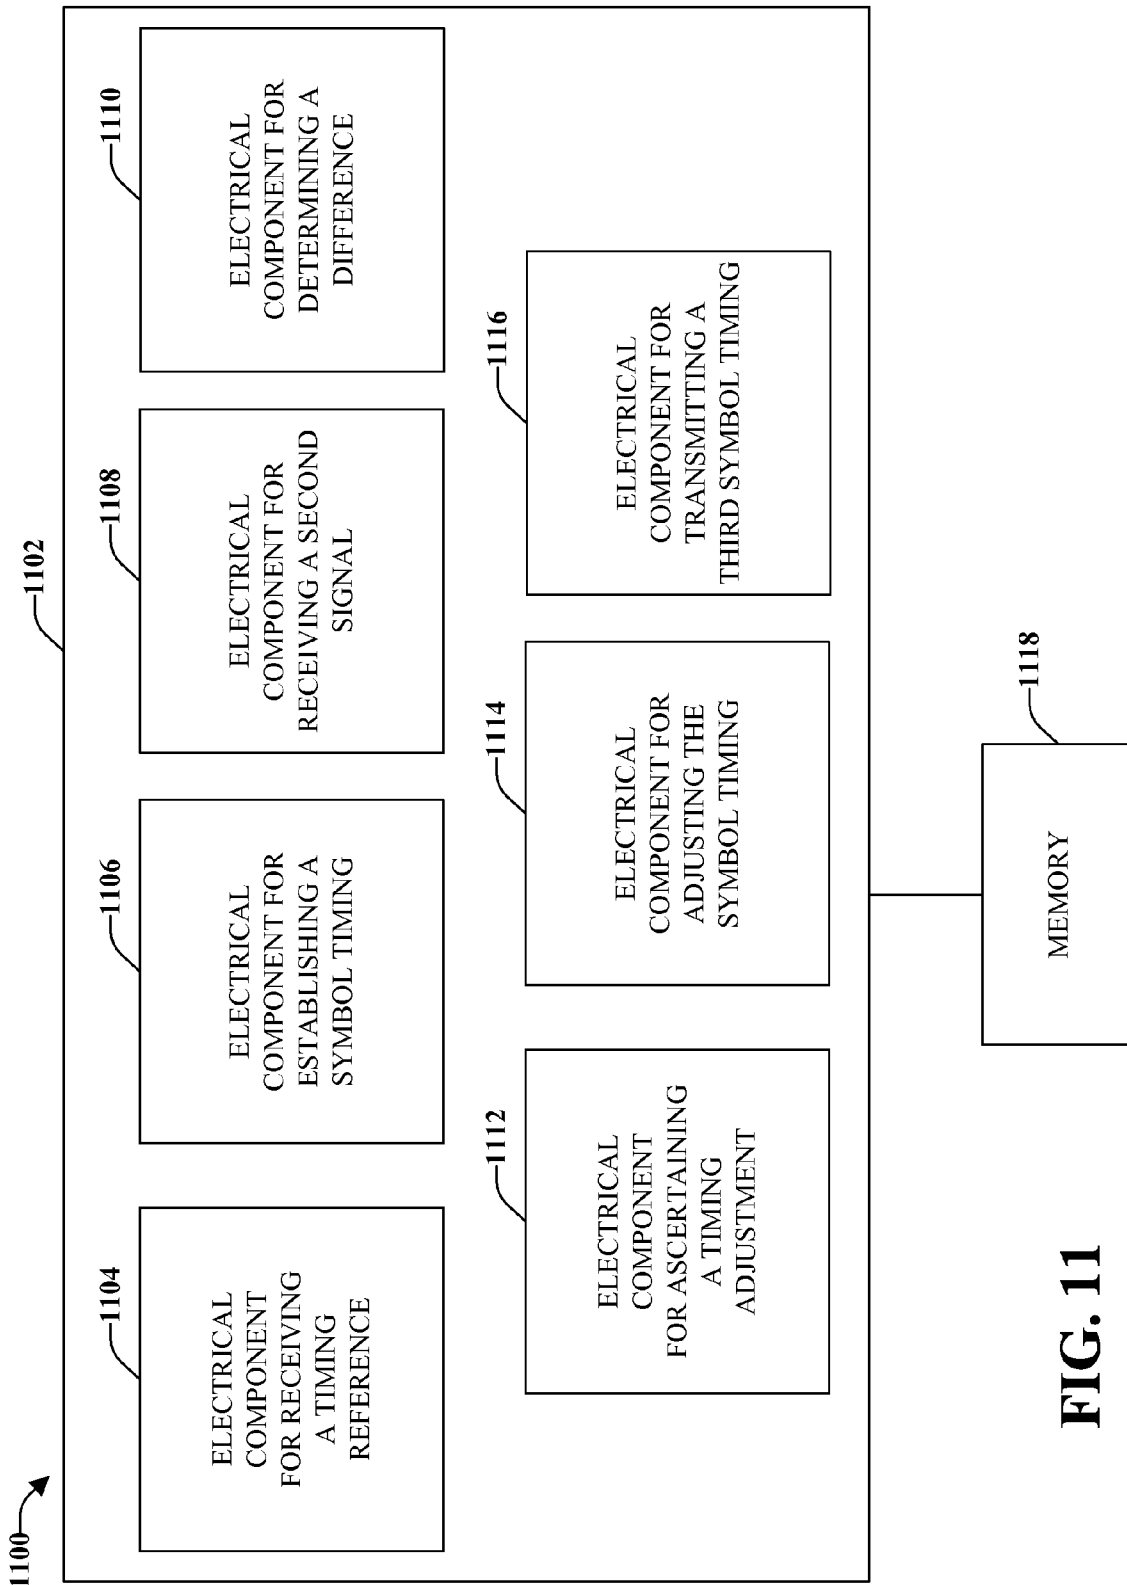 1100
1102
1104
ELECTRICAL
COMPONENT
FOR RECEIVING
A TIMING
REFERENCE
1106
ELECTRICAL
COMPONENT FOR
ESTABLISHING A
SYMBOL TIMING
1108
ELECTRICAL
COMPONENT FOR
RECEIVING A SECOND
SIGNAL
1110
ELECTRICAL
COMPONENT FOR
DETERMINING A
DIFFERENCE
1112
ELECTRICAL
COMPONENT
FOR ASCERTAINING
A TIMING
ADJUSTMENT
1114
ELECTRICAL
COMPONENT FOR
ADJUSTING THE
SYMBOL TIMING
1116
ELECTRICAL
COMPONENT FOR
TRANSMITTING A
THIRD SYMBOL TIMING
1118
MEMORY
FIG. 11